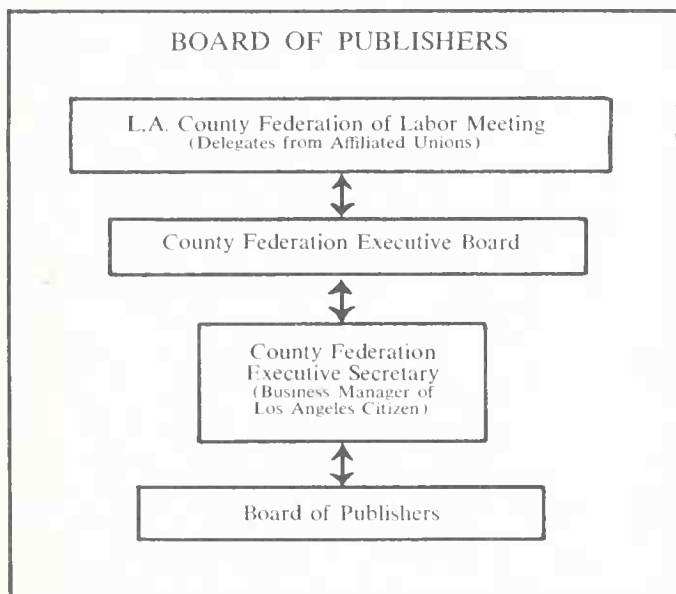 BOARD OF PUBLISHERS
L.A. County Federation of Labor Meeting
(Delegates from Affiliated Unions)
County Federation Executive Board
County Federation
Executive Secretary
(Business Manager of
Los Angeles Citizen)
Board of Publishers